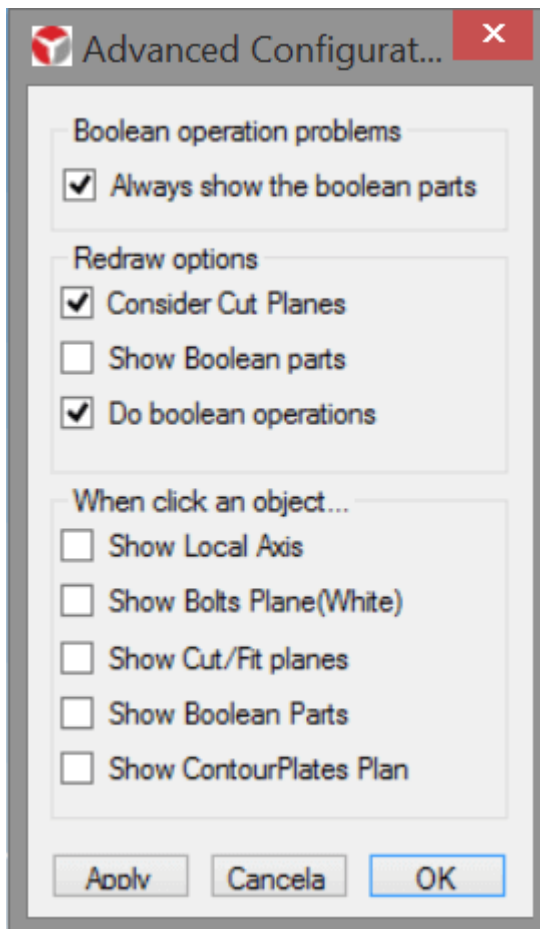 Advanced Configurat...
Boolean operation problems
Always show the boolean parts
Redraw options
Consider Cut Planes
Show Boolean parts
Do boolean operations
When click an object...
Show Local Axis
Show Bolts Plane(White)
Show Cut/Fit planes
Show Boolean Parts
Show ContourPlates Plan
Apply Cancela OK